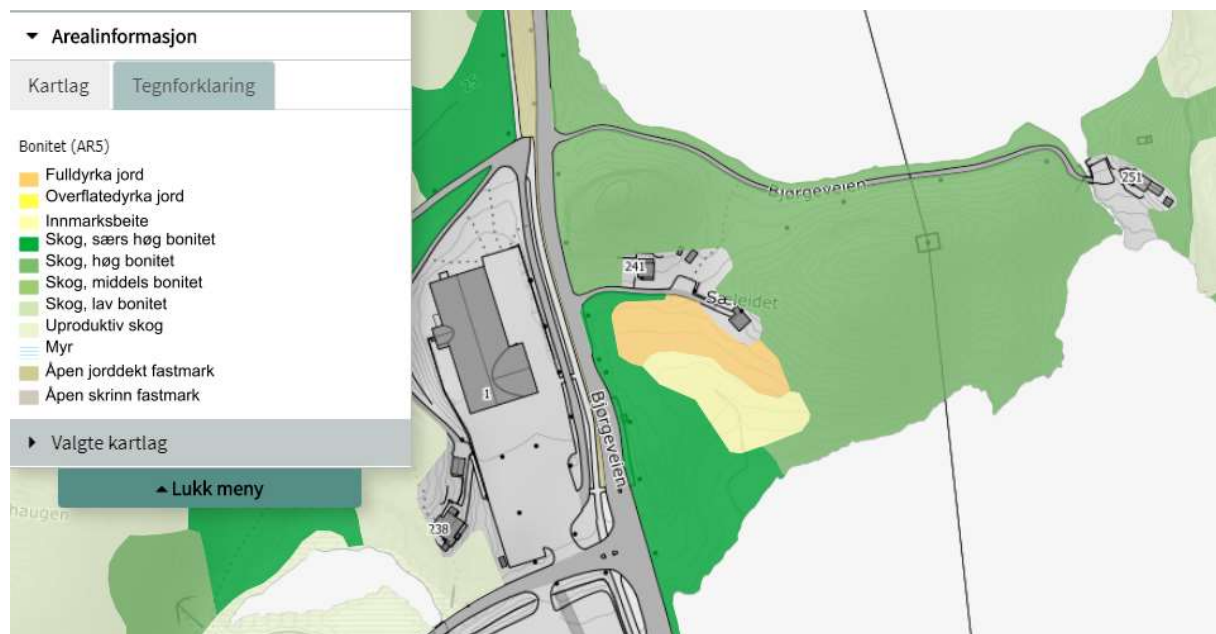 Arealinformasjon
Kartlag
Tegnforklaring
Bonitet (AR5)
Fulldyrka jord
Overflatedyrka jord
Innmarksbeite
Skog, særs høg bonitet
Skog, høg bonitet
Skog, middels bonitet
Skog, lav bonitet
Uproduktiv skog
Myr
Åpen jorddekt fastmark
Åpen skrinn fastmark
Valgte kartlag
Lukk meny
haugen
Bjørgeveien
251
241
1
Bjørgeveien
238